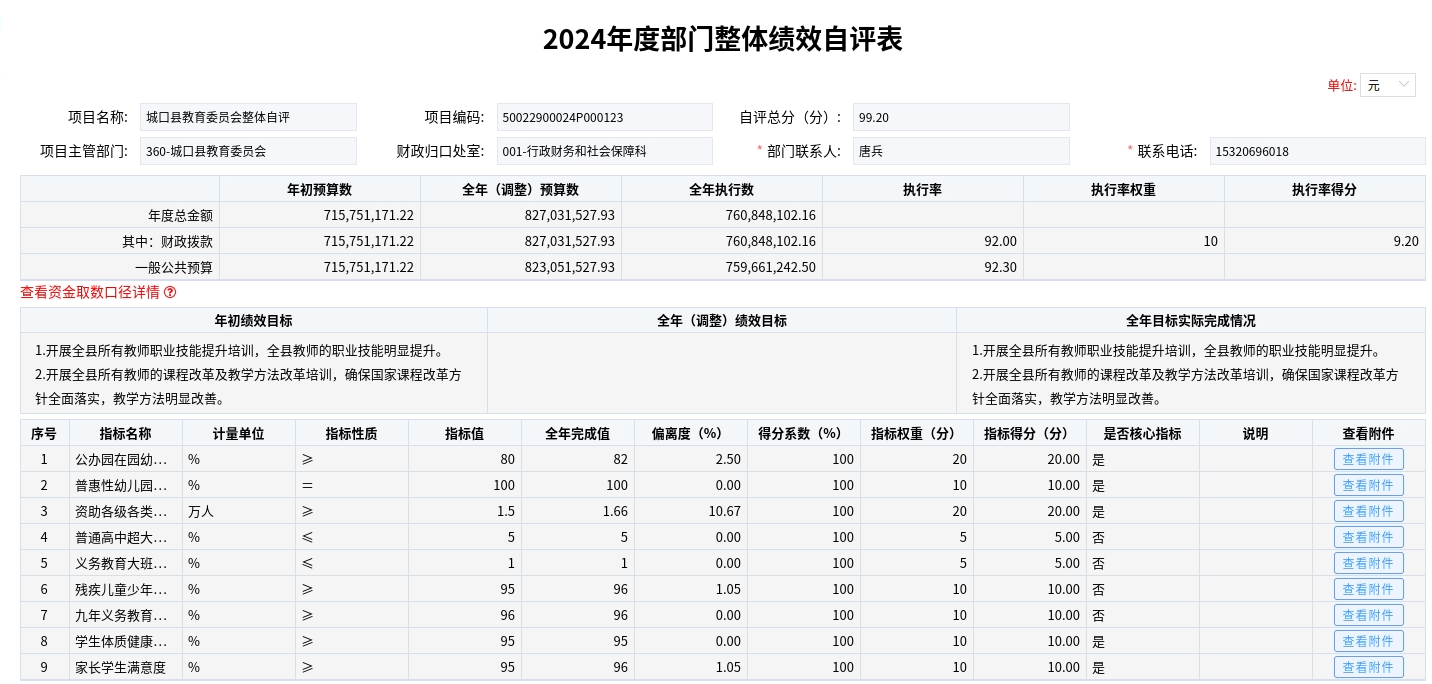 2024年度部门整体绩效自评表
单位: 元
项目名称: 城口县教育委员会整体自评 项目编码: 50022900024P000123 自评总分（分）: 99.20
项目主管部门: 360-城口县教育委员会 财政归口处室: 001-行政财务和社会保障科 * 部门联系人: 唐兵 * 联系电话: 15320696018
年初预算数 全年（调整）预算数 全年执行数 执行率 执行率权重 执行率得分
年度总金额 715,751,171.22 827,031,527.93 760,848,102.16
其中：财政拨款 715,751,171.22 827,031,527.93 760,848,102.16 92.00 10 9.20
一般公共预算 715,751,171.22 823,051,527.93 759,661,242.50 92.30
查看资金取数口径详情 ?
年初绩效目标 全年（调整）绩效目标 全年目标实际完成情况
1.开展全县所有教师职业技能提升培训，全县教师的职业技能明显提升。
2.开展全县所有教师的课程改革及教学方法改革培训，确保国家课程改革方
针全面落实，教学方法明显改善。
1.开展全县所有教师职业技能提升培训，全县教师的职业技能明显提升。
2.开展全县所有教师的课程改革及教学方法改革培训，确保国家课程改革方
针全面落实，教学方法明显改善。
序号 指标名称 计量单位 指标性质 指标值 全年完成值 偏离度（%） 得分系数（%） 指标权重（分） 指标得分（分） 是否核心指标 说明 查看附件
1 公办园在园幼… % ≥ 80 82 2.50 100 20 20.00 是 查看附件
2 普惠性幼儿园… % ＝ 100 100 0.00 100 10 10.00 是 查看附件
3 资助各级各类… 万人 ≥ 1.5 1.66 10.67 100 20 20.00 是 查看附件
4 普通高中超大… % ≤ 5 5 0.00 100 5 5.00 否 查看附件
5 义务教育大班… % ≤ 1 1 0.00 100 5 5.00 否 查看附件
6 残疾儿童少年… % ≥ 95 96 1.05 100 10 10.00 否 查看附件
7 九年义务教育… % ≥ 96 96 0.00 100 10 10.00 否 查看附件
8 学生体质健康… % ≥ 95 95 0.00 100 10 10.00 是 查看附件
9 家长学生满意度 % ≥ 95 96 1.05 100 10 10.00 是 查看附件